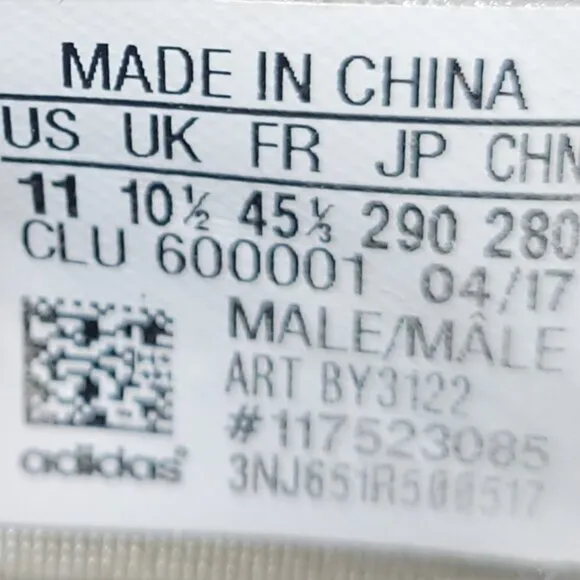 MADE IN CHINA
US UK FR JP CHN
11 10½ 45⅓ 290 280
CLU 600001 04/17
MALE/MÂLE
ART BY3122
#117523085
3NJ651R500517
adidas